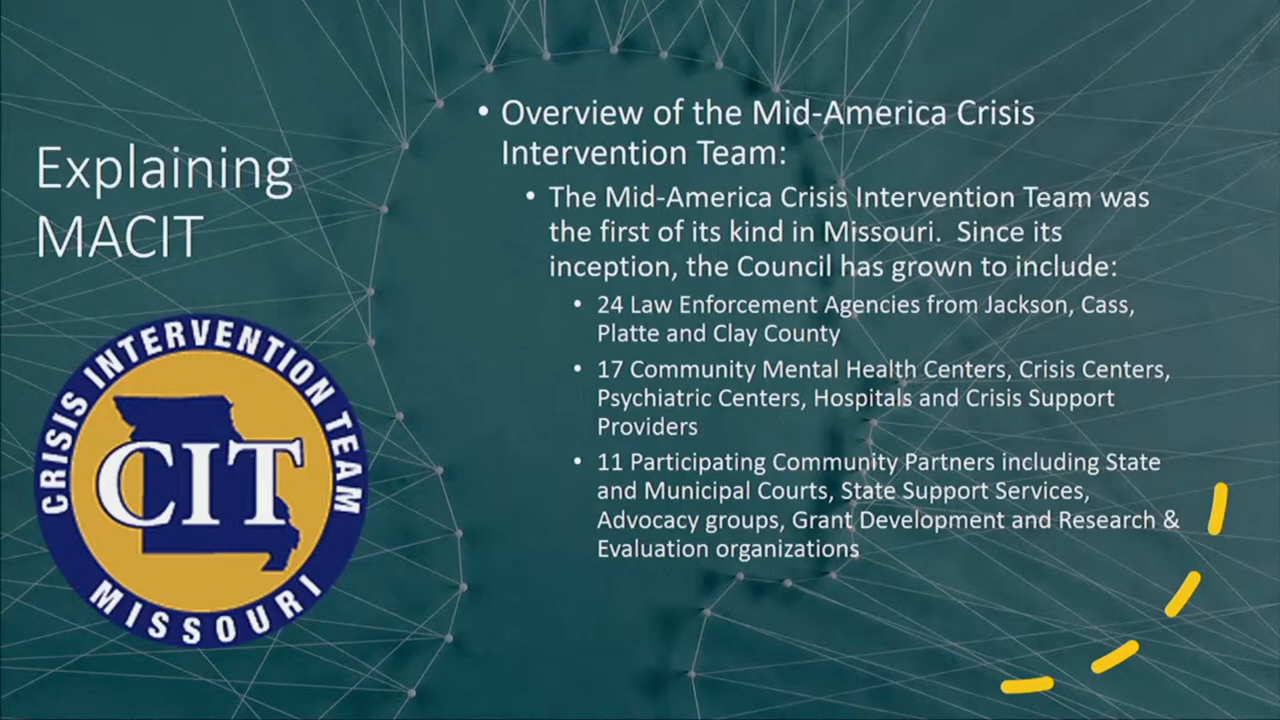 Explaining
MACIT
CRISIS INTERVENTION TEAM
CIT
MISSOURI
• Overview of the Mid-America Crisis
Intervention Team:
• The Mid-America Crisis Intervention Team was
the first of its kind in Missouri.  Since its
inception, the Council has grown to include:
• 24 Law Enforcement Agencies from Jackson, Cass,
Platte and Clay County
• 17 Community Mental Health Centers, Crisis Centers,
Psychiatric Centers, Hospitals and Crisis Support
Providers
• 11 Participating Community Partners including State
and Municipal Courts, State Support Services,
Advocacy groups, Grant Development and Research &
Evaluation organizations